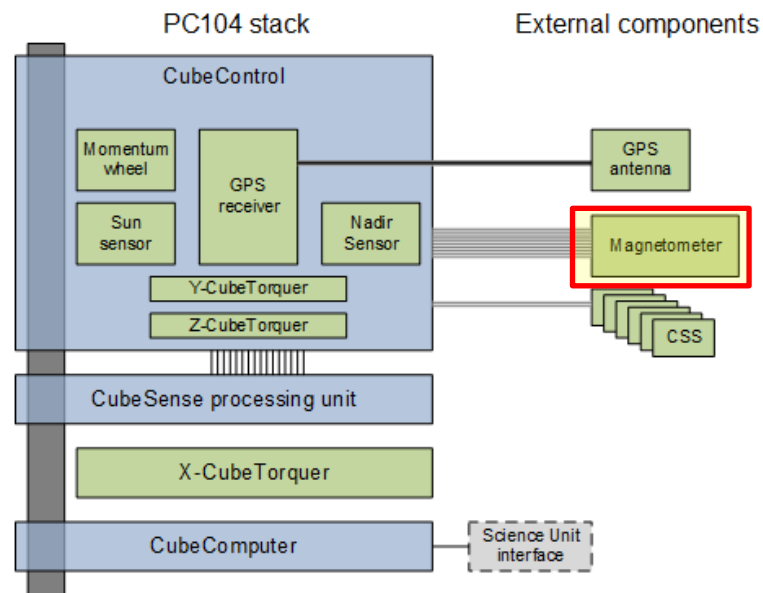 PC104 stack
External components
CubeControl
Momentum
wheel
GPS
receiver
GPS
antenna
Sun
sensor
Nadir
Sensor
Magnetometer
Y-CubeTorquer
Z-CubeTorquer
CSS
CubeSense processing unit
X-CubeTorquer
CubeComputer
Science Unit
interface